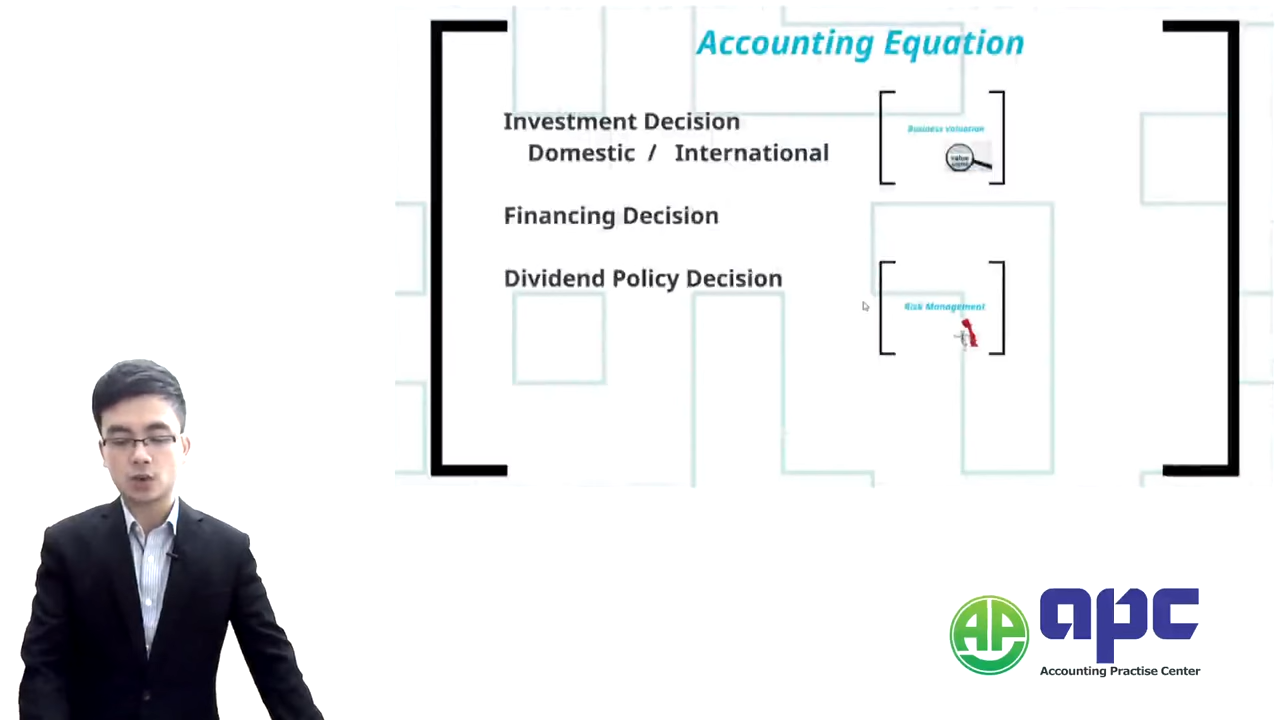 Accounting Equation
Investment Decision
Domestic / International
Business Valuation
Financing Decision
Dividend Policy Decision
Risk Management
AP
apc
Accounting Practise Center